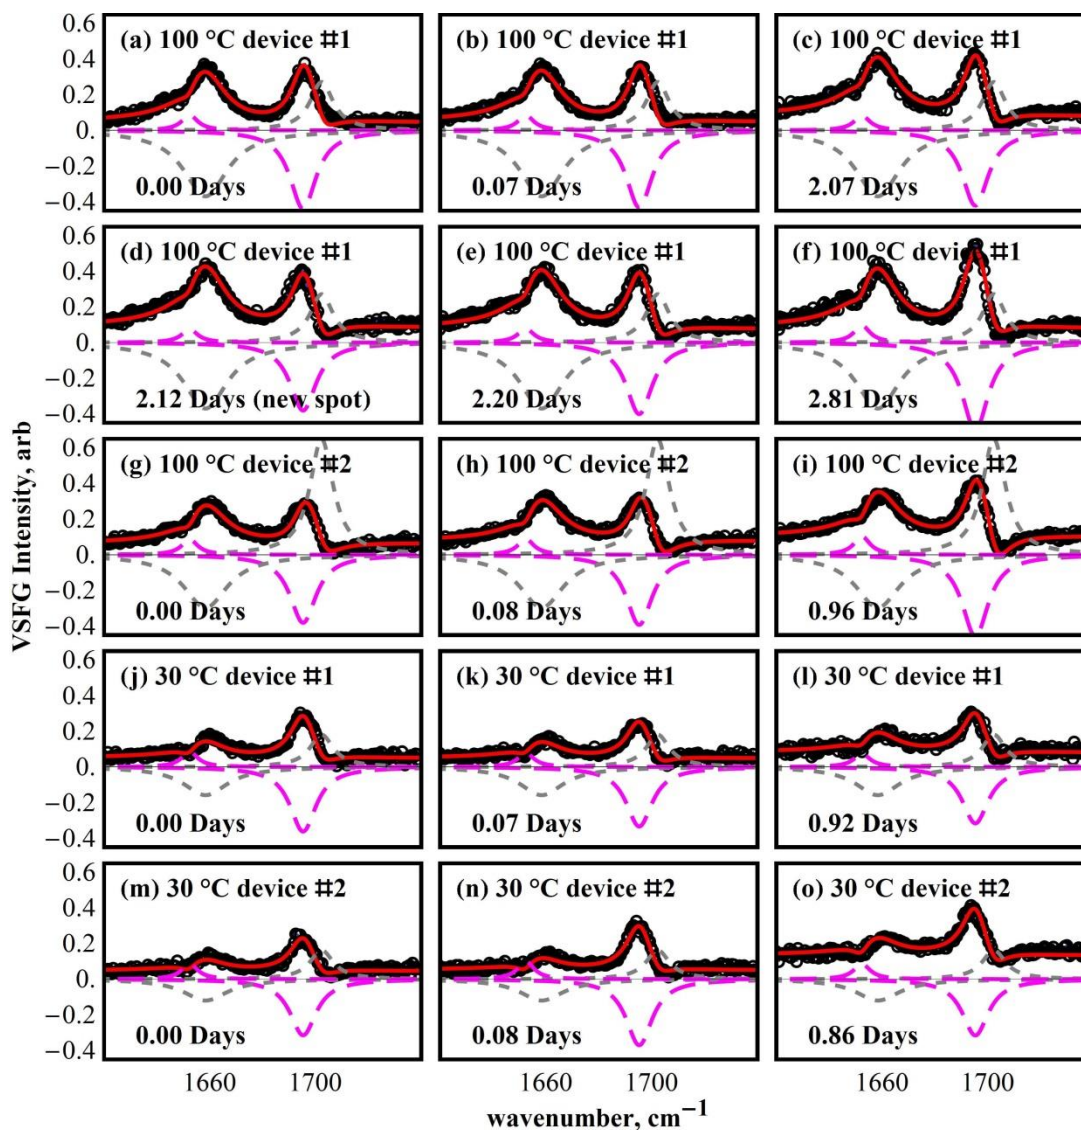 0.6
0.4
0.2
0.
−0.2
−0.4
(a) 100 °C device #1
0.00 Days
(b) 100 °C device #1
0.07 Days
(c) 100 °C device #1
2.07 Days
0.6
0.4
0.2
0.
−0.2
−0.4
(d) 100 °C device #1
2.12 Days (new spot)
(e) 100 °C device #1
2.20 Days
(f) 100 °C device #1
2.81 Days
VSFG Intensity, arb
0.6
0.4
0.2
0.
−0.2
−0.4
(g) 100 °C device #2
0.00 Days
(h) 100 °C device #2
0.08 Days
(i) 100 °C device #2
0.96 Days
0.6
0.4
0.2
0.
−0.2
−0.4
(j) 30 °C device #1
0.00 Days
(k) 30 °C device #1
0.07 Days
(l) 30 °C device #1
0.92 Days
0.6
0.4
0.2
0.
−0.2
−0.4
(m) 30 °C device #2
0.00 Days
(n) 30 °C device #2
0.08 Days
(o) 30 °C device #2
0.86 Days
1660 1700 1660 1700 1660 1700
wavenumber, cm⁻¹